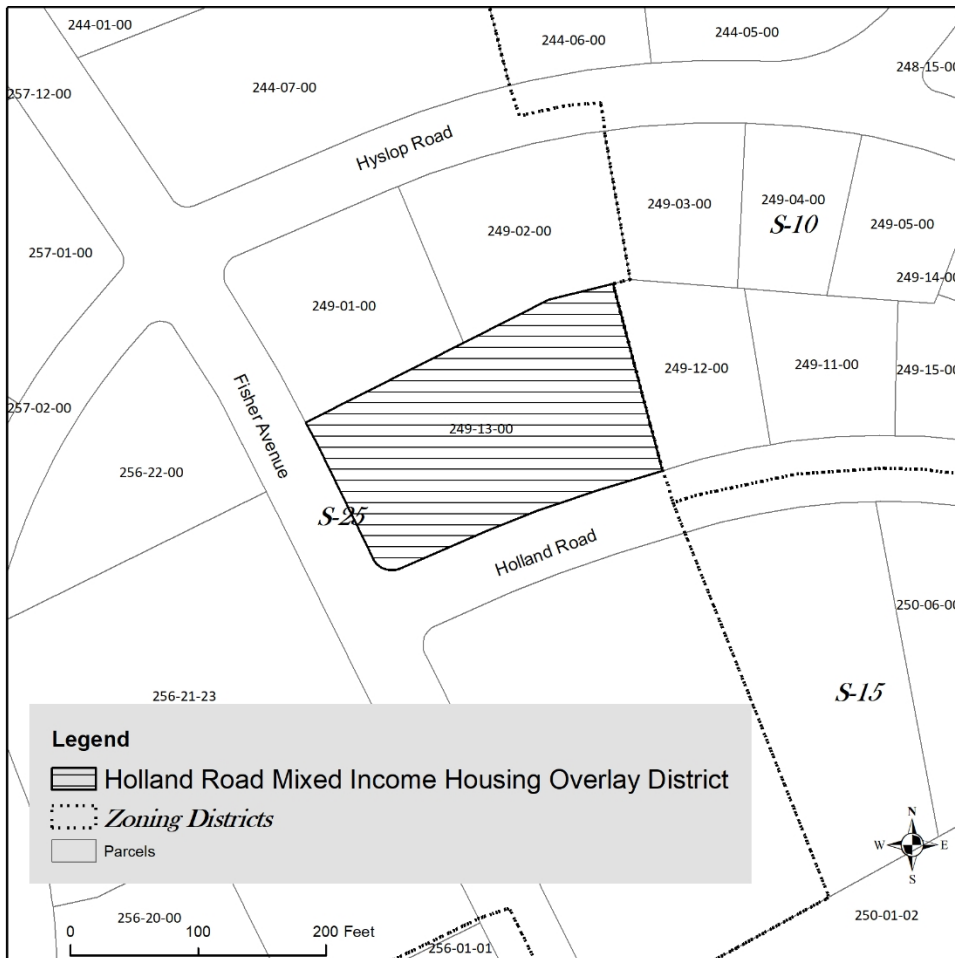 244-01-00
244-06-00
244-05-00
248-15-00
257-12-00
244-07-00
Hyslop Road
249-03-00
249-04-00
S-10
249-05-00
249-02-00
257-01-00
249-14-00
249-01-00
249-12-00
249-11-00
249-15-00
257-02-00
Fisher Avenue
249-13-00
256-22-00
S-25
Holland Road
250-06-00
256-21-23
S-15
Legend
Holland Road Mixed Income Housing Overlay District
Zoning Districts
Parcels
N
W E
S
256-20-00
250-01-02
0 100 200 Feet
256-01-01